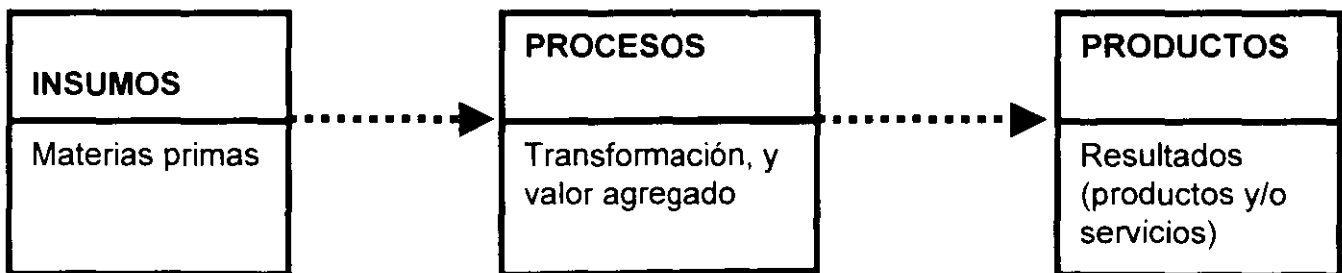 INSUMOS
Materias primas
PROCESOS
Transformación, y
valor agregado
PRODUCTOS
Resultados
(productos y/o
servicios)